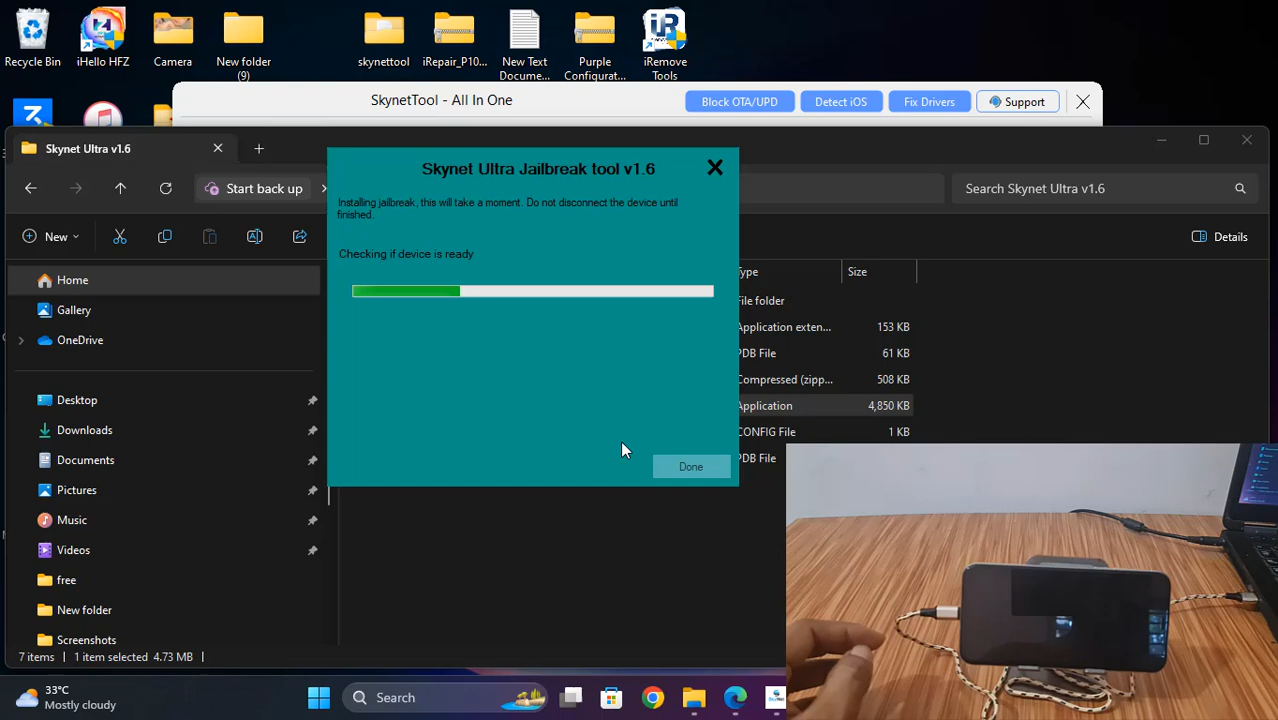 Recycle Bin
iHello HFZ
Camera
New folder
(9)
skynettool
iRepair_P10...
New Text
Docume...
Purple
Configurat...
iR
iRemove
Tools
SkynetTool - All In One
Block OTA/UPD
Detect iOS
Fix Drivers
Support
Skynet Ultra v1.6
Start back up
Search Skynet Ultra v1.6
New
Details
Skynet Ultra Jailbreak tool v1.6
Installing jailbreak, this will take a moment. Do not disconnect the device until
finished.
Checking if device is ready
Done
Home
Gallery
OneDrive
Desktop
Downloads
Documents
Pictures
Music
Videos
free
New folder
Screenshots
Type
Size
File folder
Application exten...
153 KB
PDB File
61 KB
Compressed (zipp...
508 KB
Application
4,850 KB
CONFIG File
1 KB
PDB File
7 items
1 item selected 4.73 MB
33°C
Mostly cloudy
Search